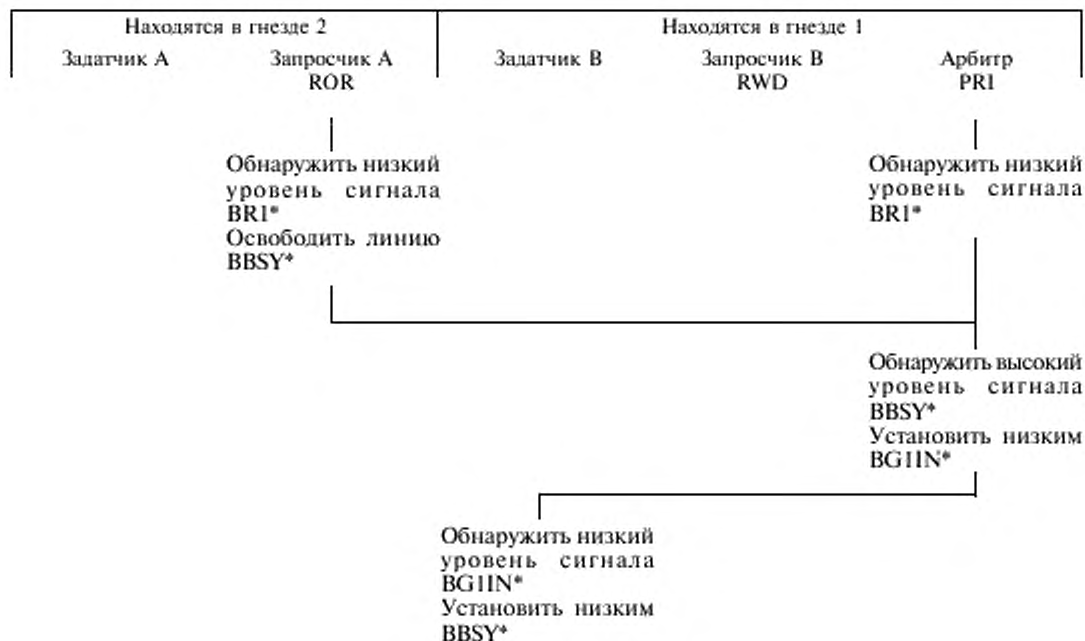 Находятся в гнезде 2
Находятся в гнезде 1
Задатчик A
Запросчик A
ROR
Задатчик B
Запросчик B
RWD
Арбитр
PRI
Обнаружить низкий
уровень сигнала
BR1*
Освободить линию
BBSY*
Обнаружить низкий
уровень сигнала
BR1*
Обнаружить высокий
уровень сигнала
BBSY*
Установить низким
BG1IN*
Обнаружить низкий
уровень сигнала
BG1IN*
Установить низким
BBSY*